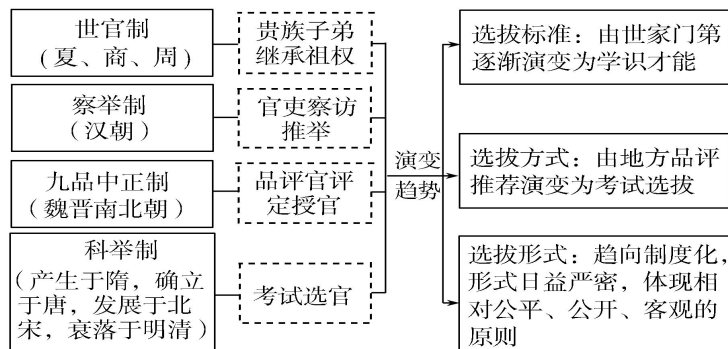 世官制
（夏、商、周）
贵族子弟
继承祖权
察举制
（汉朝）
官吏察访
推举
九品中正制
（魏晋南北朝）
品评官评
定授官
科举制
（产生于隋，确立
于唐，发展于北
宋，衰落于明清）
考试选官
演变
趋势
选拔标准：由世家门第
逐渐演变为学识才能
选拔方式：由地方品评
推荐演变为考试选拔
选拔形式：趋向制度化，
形式日益严密，体现相
对公平、公开、客观的
原则